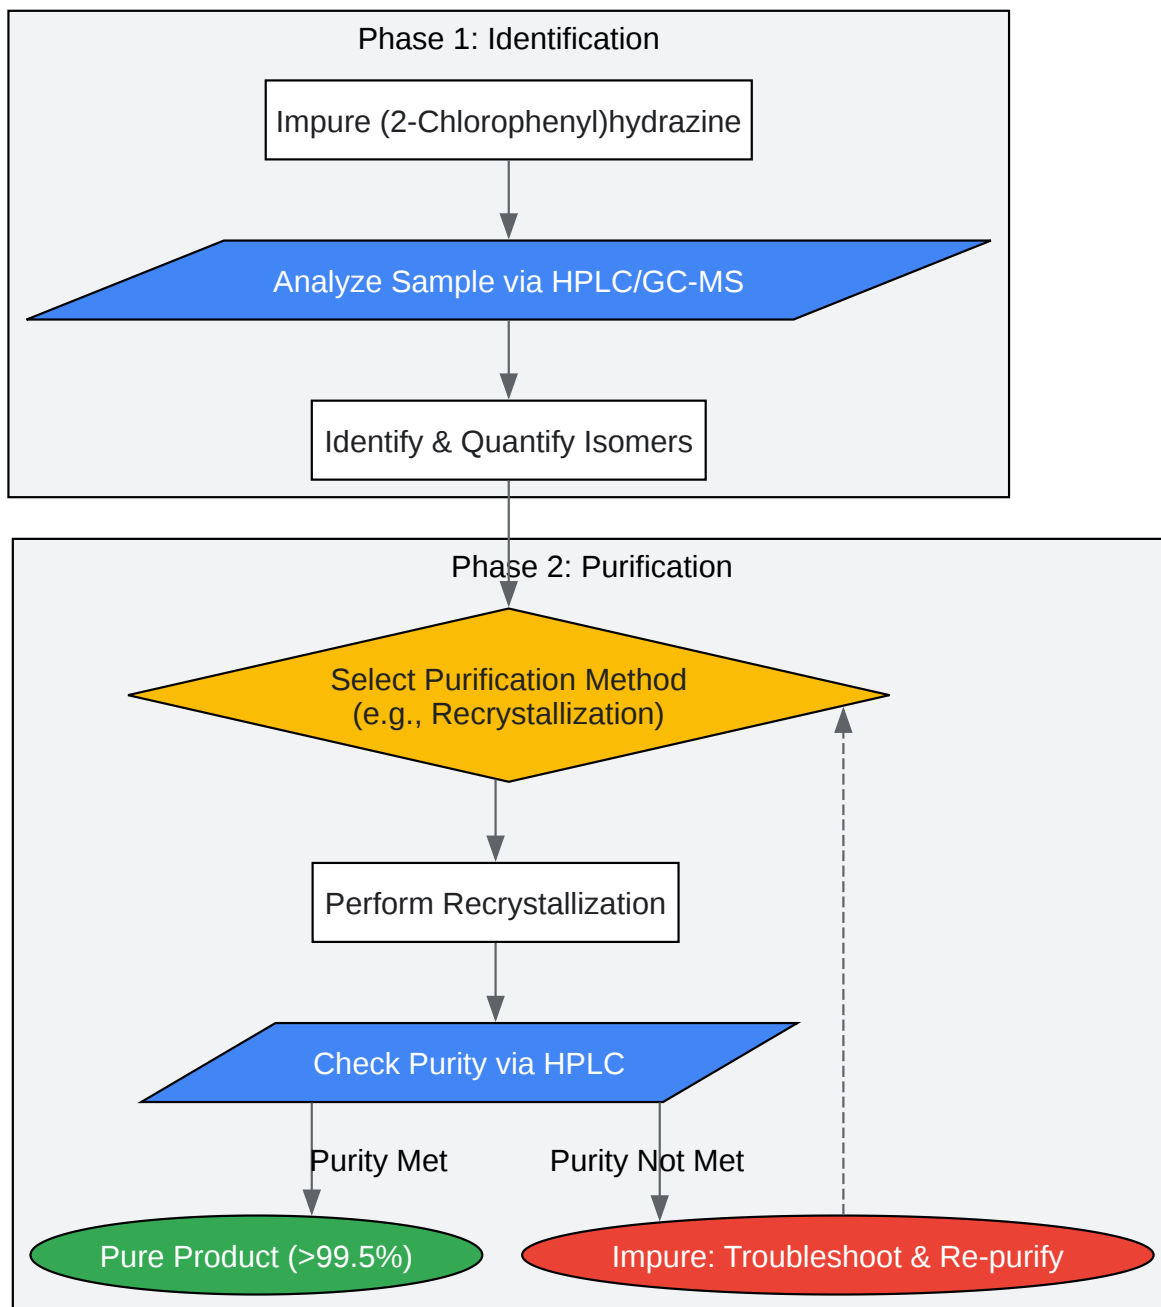 Phase 1: Identification
Impure (2-Chlorophenyl)hydrazine
Analyze Sample via HPLC/GC-MS
Identify & Quantify Isomers
Phase 2: Purification
Select Purification Method
(e.g., Recrystallization)
Perform Recrystallization
Check Purity via HPLC
Purity Met
Purity Not Met
Pure Product (>99.5%)
Impure: Troubleshoot & Re-purify